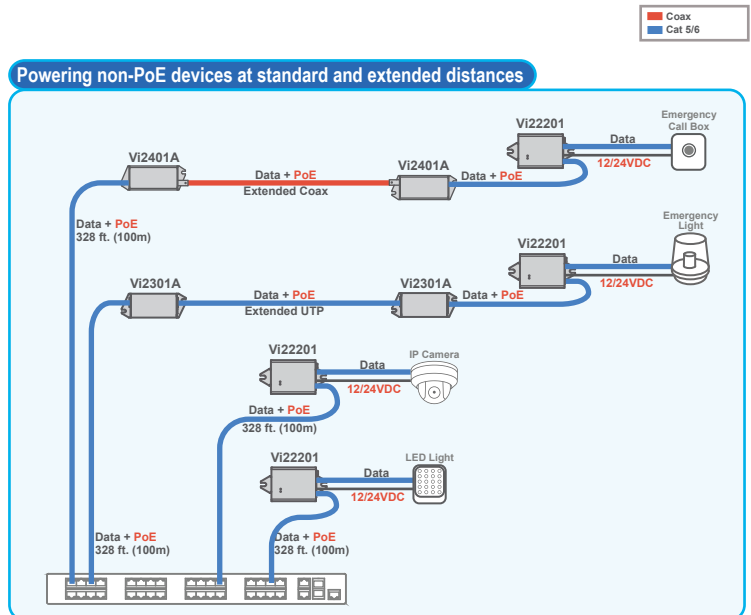 Coax
Cat 5/6
Powering non-PoE devices at standard and extended distances
Emergency
Call Box
Vi22201
Data
12/24VDC
Vi2401A
Data + PoE
Extended Coax
Vi2401A
Data + PoE
Data + PoE
328 ft. (100m)
Emergency
Light
Vi22201
Data
12/24VDC
Vi2301A
Data + PoE
Extended UTP
Vi2301A
Data + PoE
Vi22201
IP Camera
Data
12/24VDC
Data + PoE
328 ft. (100m)
Vi22201
LED Light
Data
12/24VDC
Data + PoE
328 ft. (100m)
Data + PoE
328 ft. (100m)